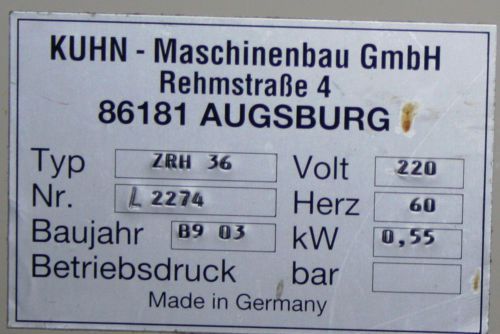 KUHN - Maschinenbau GmbH
Rehmstraße 4
86181 AUGSBURG
Typ ZRH 36 Volt 220
Nr. L 2274 Herz 60
Baujahr B9 03 kW 0,55
Betriebsdruck bar
Made in Germany